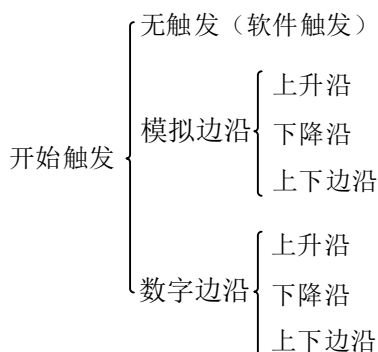 无触发（软件触发）
上升沿
模拟边沿
下降沿
上下边沿
开始触发
上升沿
数字边沿
下降沿
上下边沿